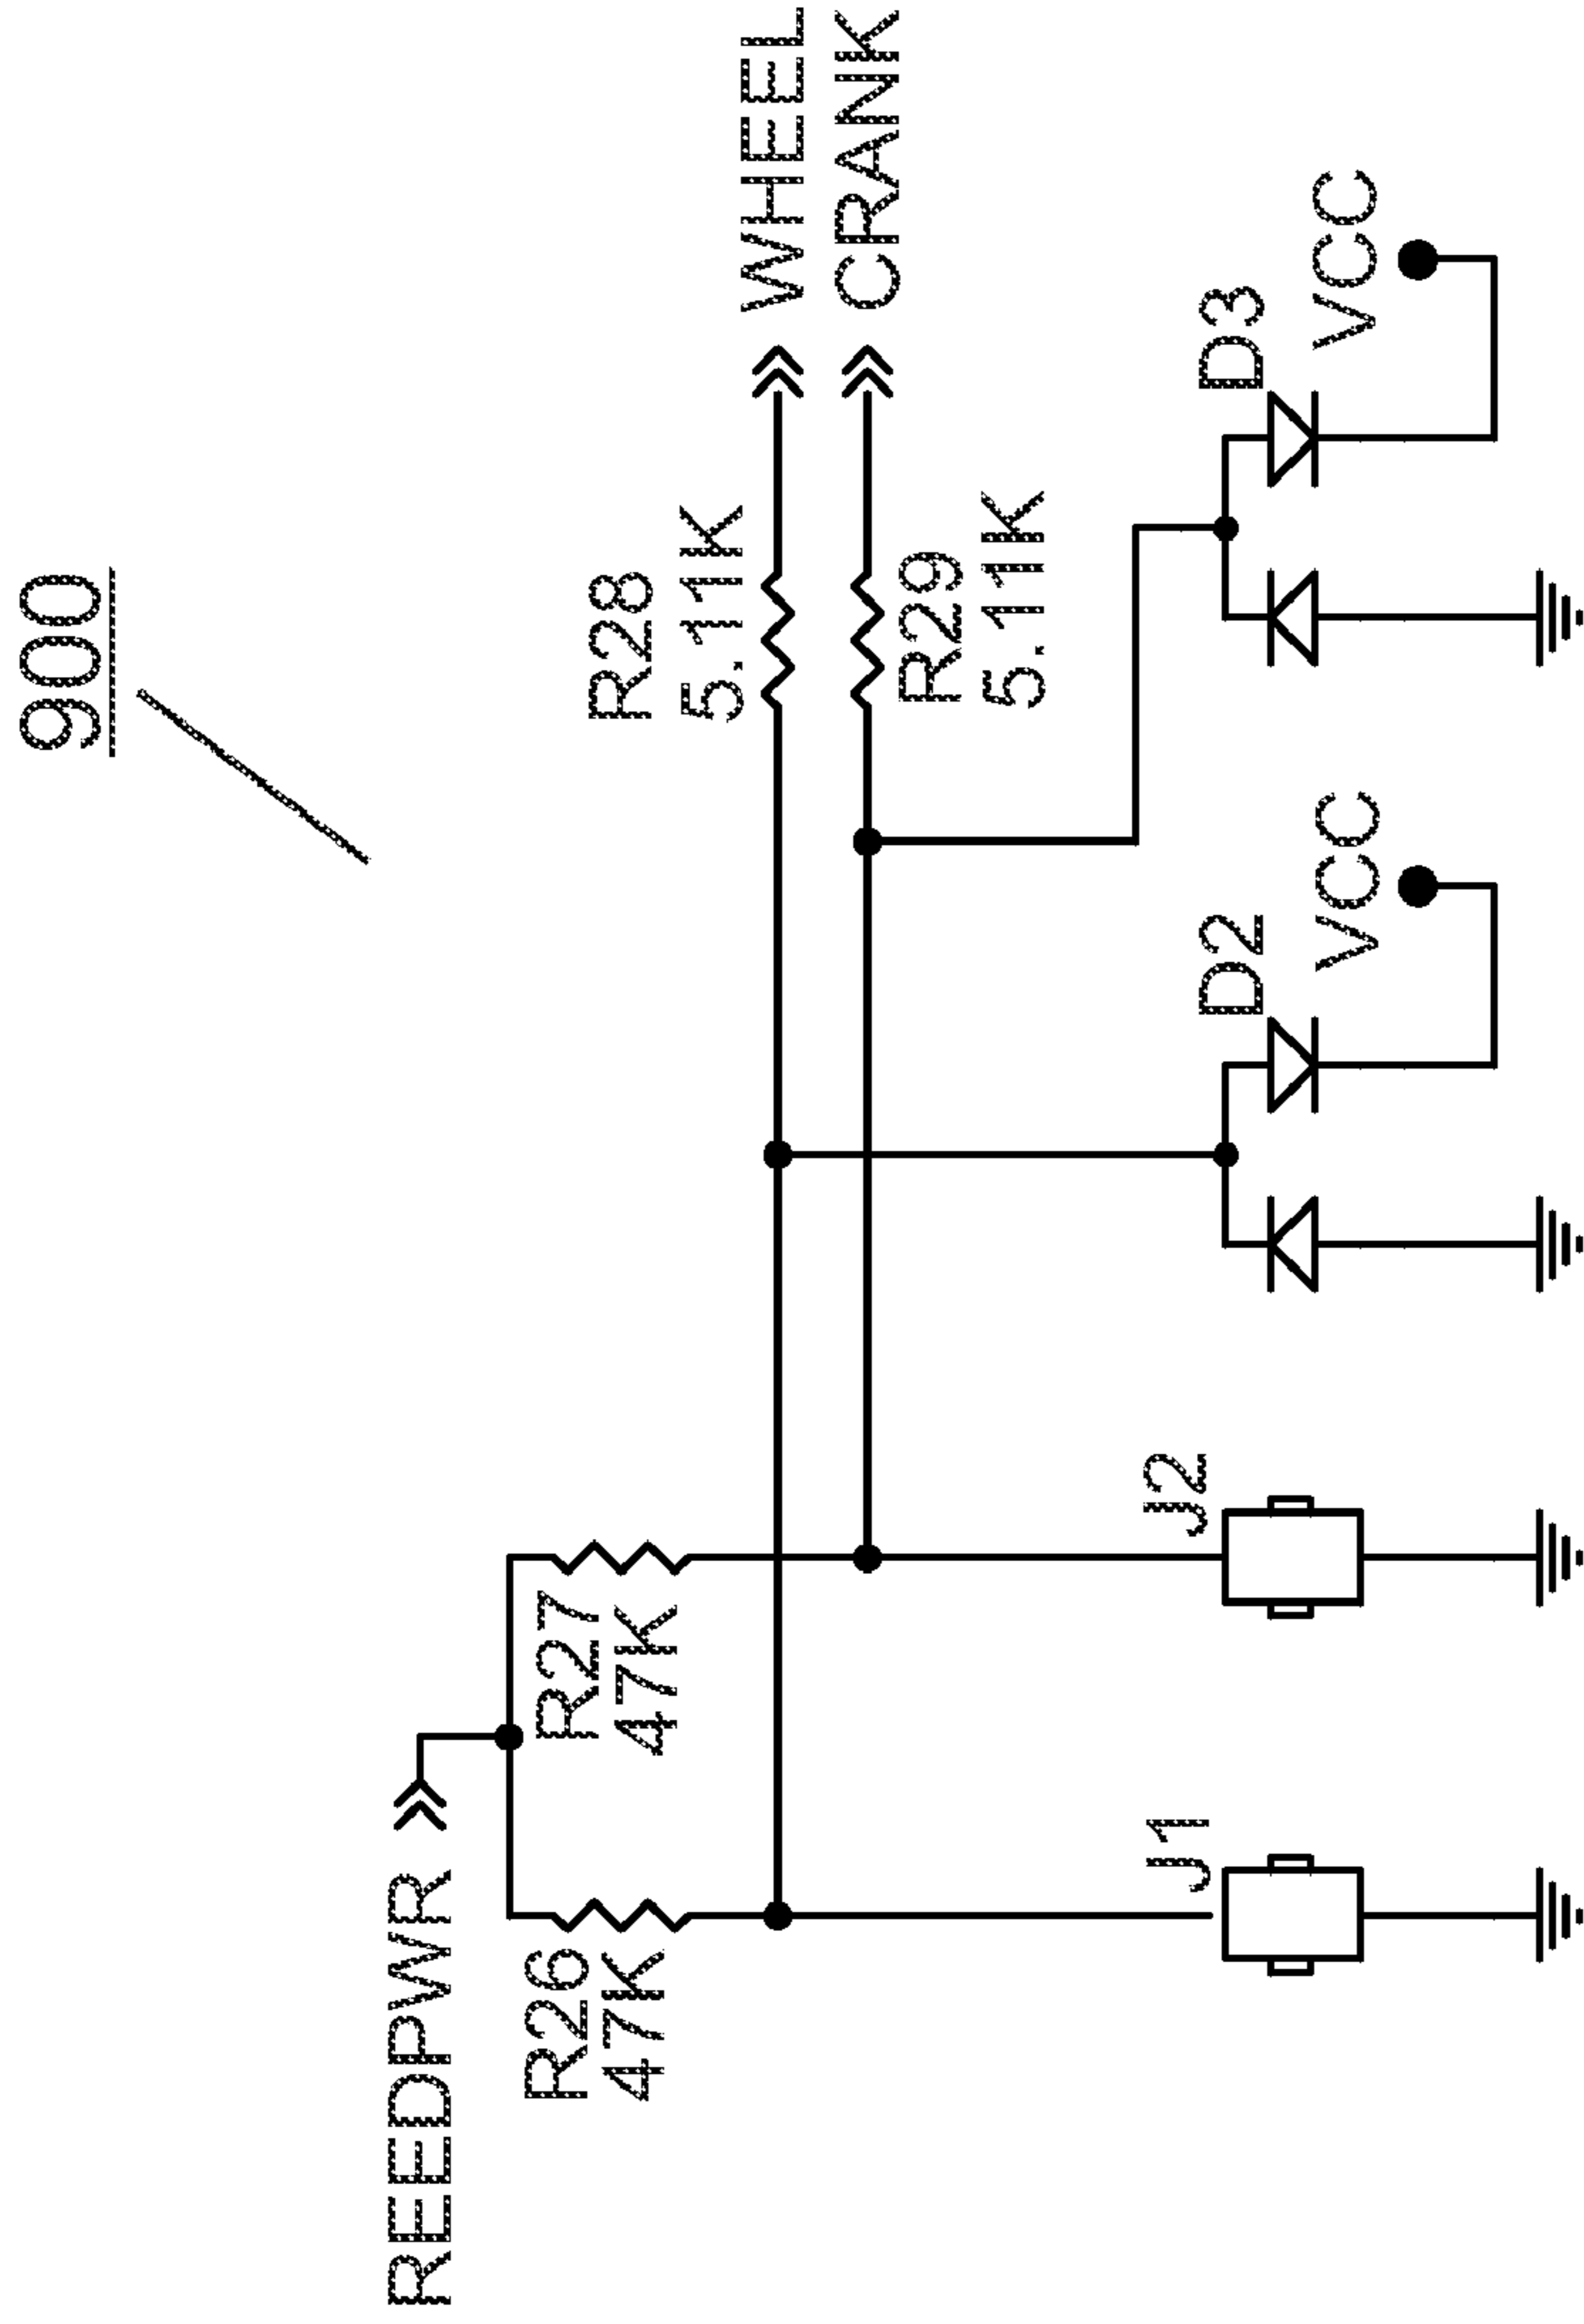 900
REEDPWR
R26
47K
R27
47K
R28
5.11K
WHEEL
CRANK
R29
5.11K
J1
J2
D2
VCC
D3
VCC